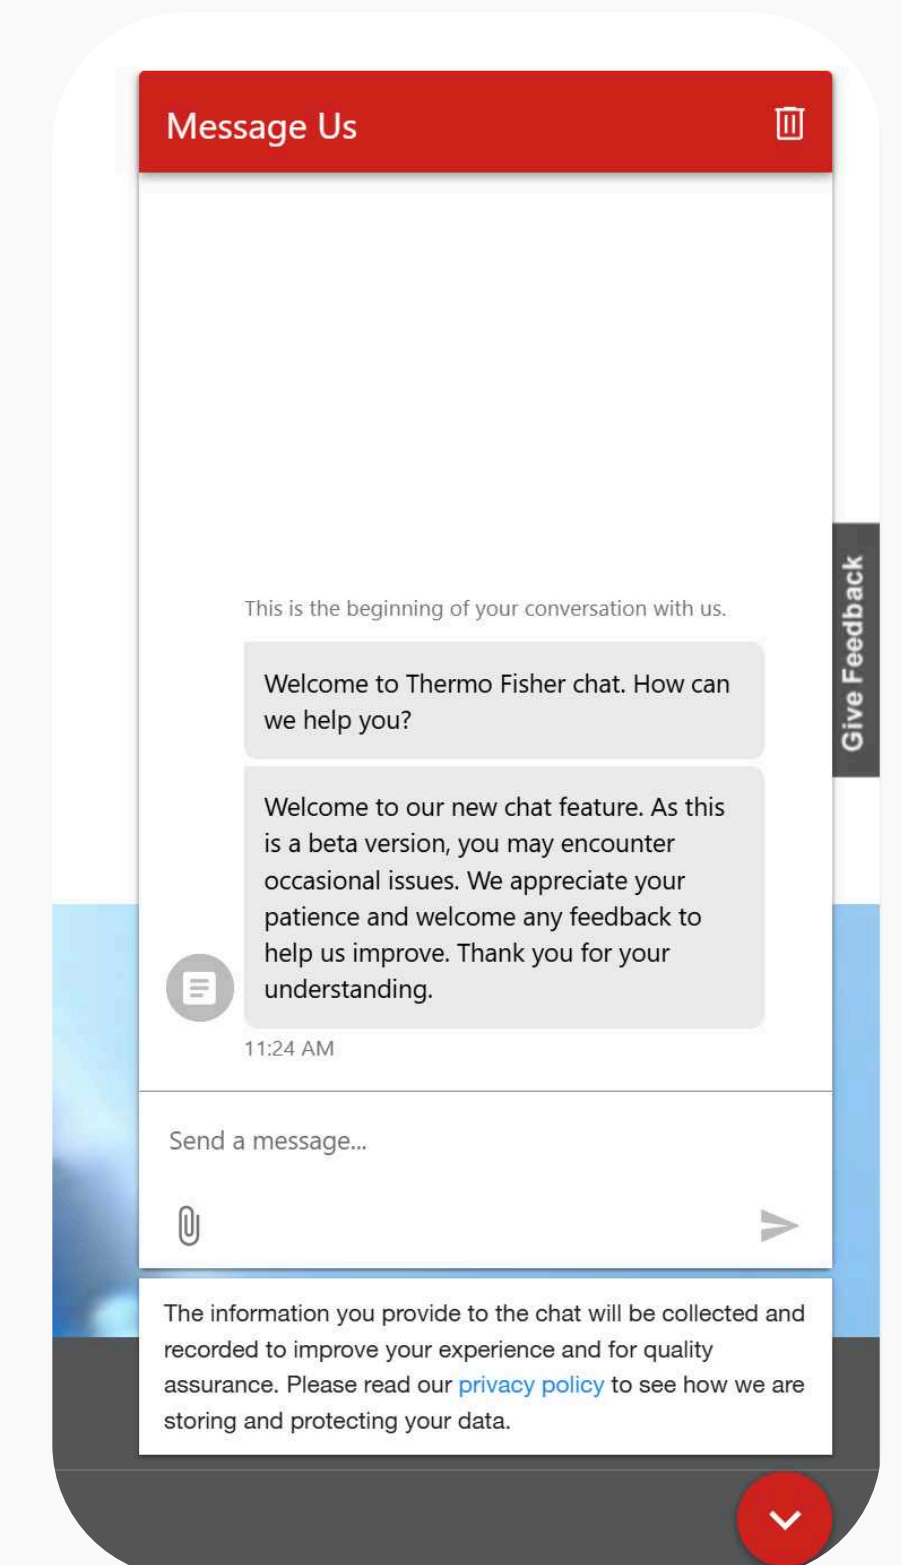 Message Us
This is the beginning of your conversation with us.
Welcome to Thermo Fisher chat. How can
we help you?
Welcome to our new chat feature. As this
is a beta version, you may encounter
occasional issues. We appreciate your
patience and welcome any feedback to
help us improve. Thank you for your
understanding.
11:24 AM
Send a message...
The information you provide to the chat will be collected and
recorded to improve your experience and for quality
assurance. Please read our privacy policy to see how we are
storing and protecting your data.
Give Feedback